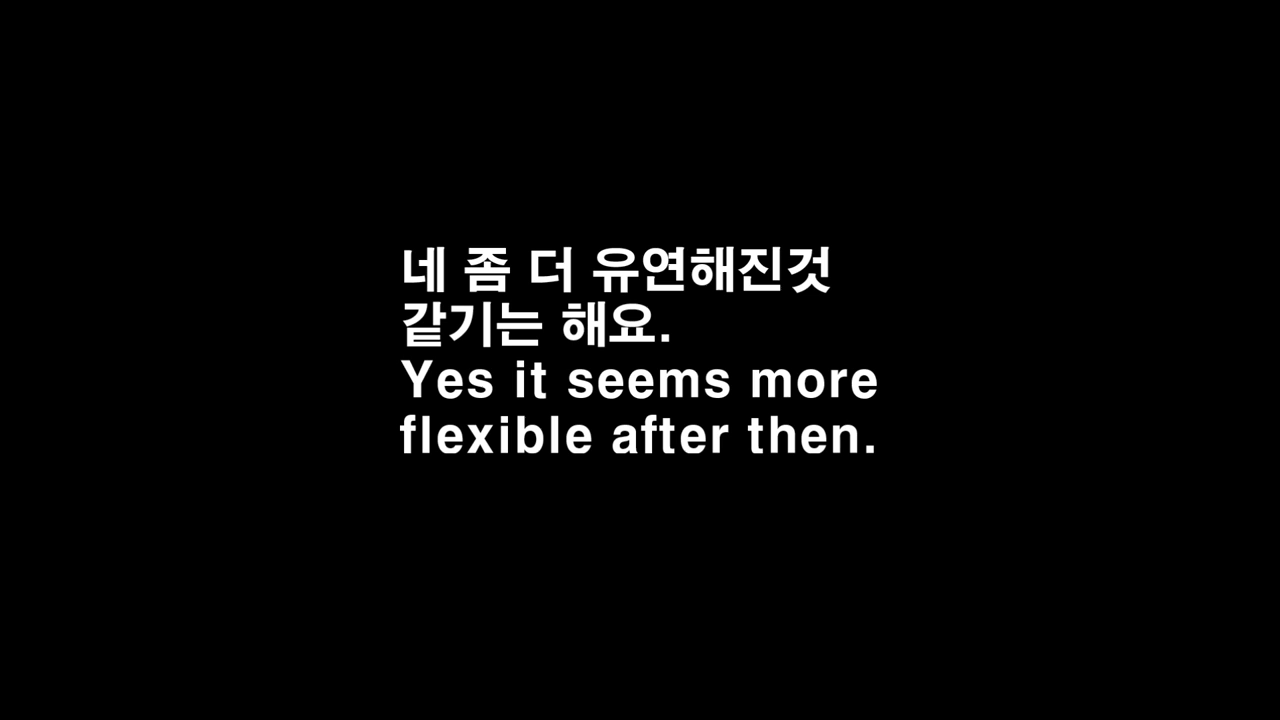 네 좀 더 유연해진것
같기는 해요.
Yes it seems more
flexible after then.